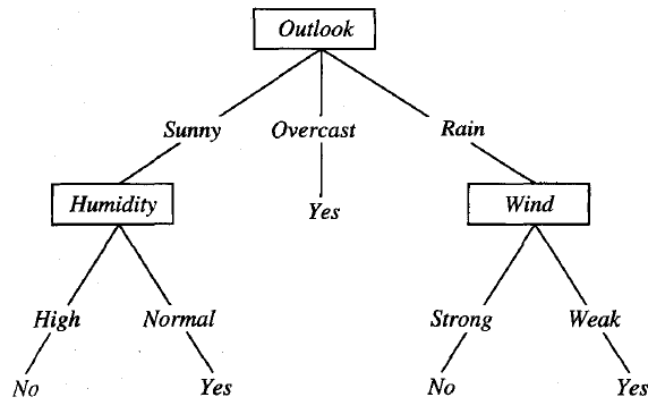 Outlook
Sunny Overcast Rain
Humidity Yes Wind
High Normal Strong Weak
No Yes No Yes